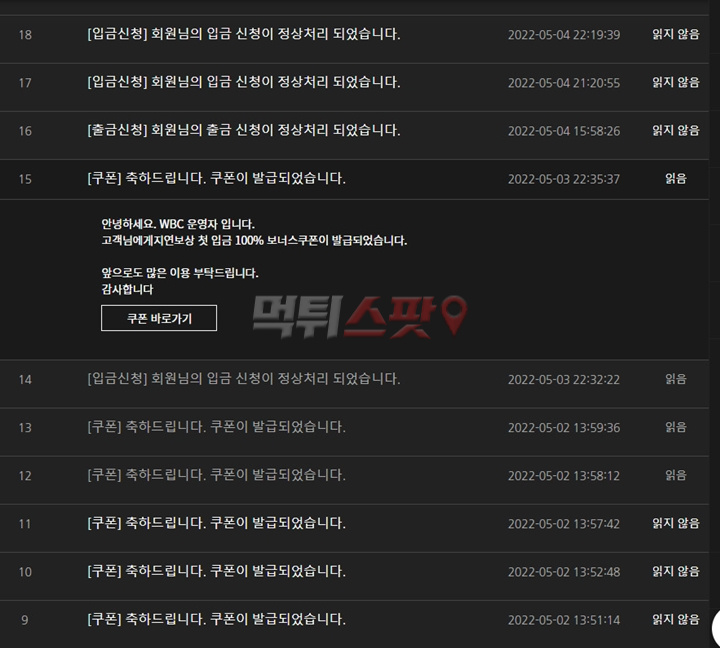 18 [입금신청] 회원님의 입금 신청이 정상처리 되었습니다. 2022-05-04 22:19:39 읽지 않음
17 [입금신청] 회원님의 입금 신청이 정상처리 되었습니다. 2022-05-04 21:20:55 읽지 않음
16 [출금신청] 회원님의 출금 신청이 정상처리 되었습니다. 2022-05-04 15:58:26 읽지 않음
15 [쿠폰] 축하드립니다. 쿠폰이 발급되었습니다. 2022-05-03 22:35:37 읽음
안녕하세요. WBC 운영자 입니다.
고객님에게지연보상 첫 입금 100% 보너스쿠폰이 발급되었습니다.
앞으로도 많은 이용 부탁드립니다.
감사합니다
쿠폰 바로가기
먹튀스팟
14 [입금신청] 회원님의 입금 신청이 정상처리 되었습니다. 2022-05-03 22:32:22 읽음
13 [쿠폰] 축하드립니다. 쿠폰이 발급되었습니다. 2022-05-02 13:59:36 읽음
12 [쿠폰] 축하드립니다. 쿠폰이 발급되었습니다. 2022-05-02 13:58:12 읽음
11 [쿠폰] 축하드립니다. 쿠폰이 발급되었습니다. 2022-05-02 13:57:42 읽지 않음
10 [쿠폰] 축하드립니다. 쿠폰이 발급되었습니다. 2022-05-02 13:52:48 읽지 않음
9 [쿠폰] 축하드립니다. 쿠폰이 발급되었습니다. 2022-05-02 13:51:14 읽지 않음